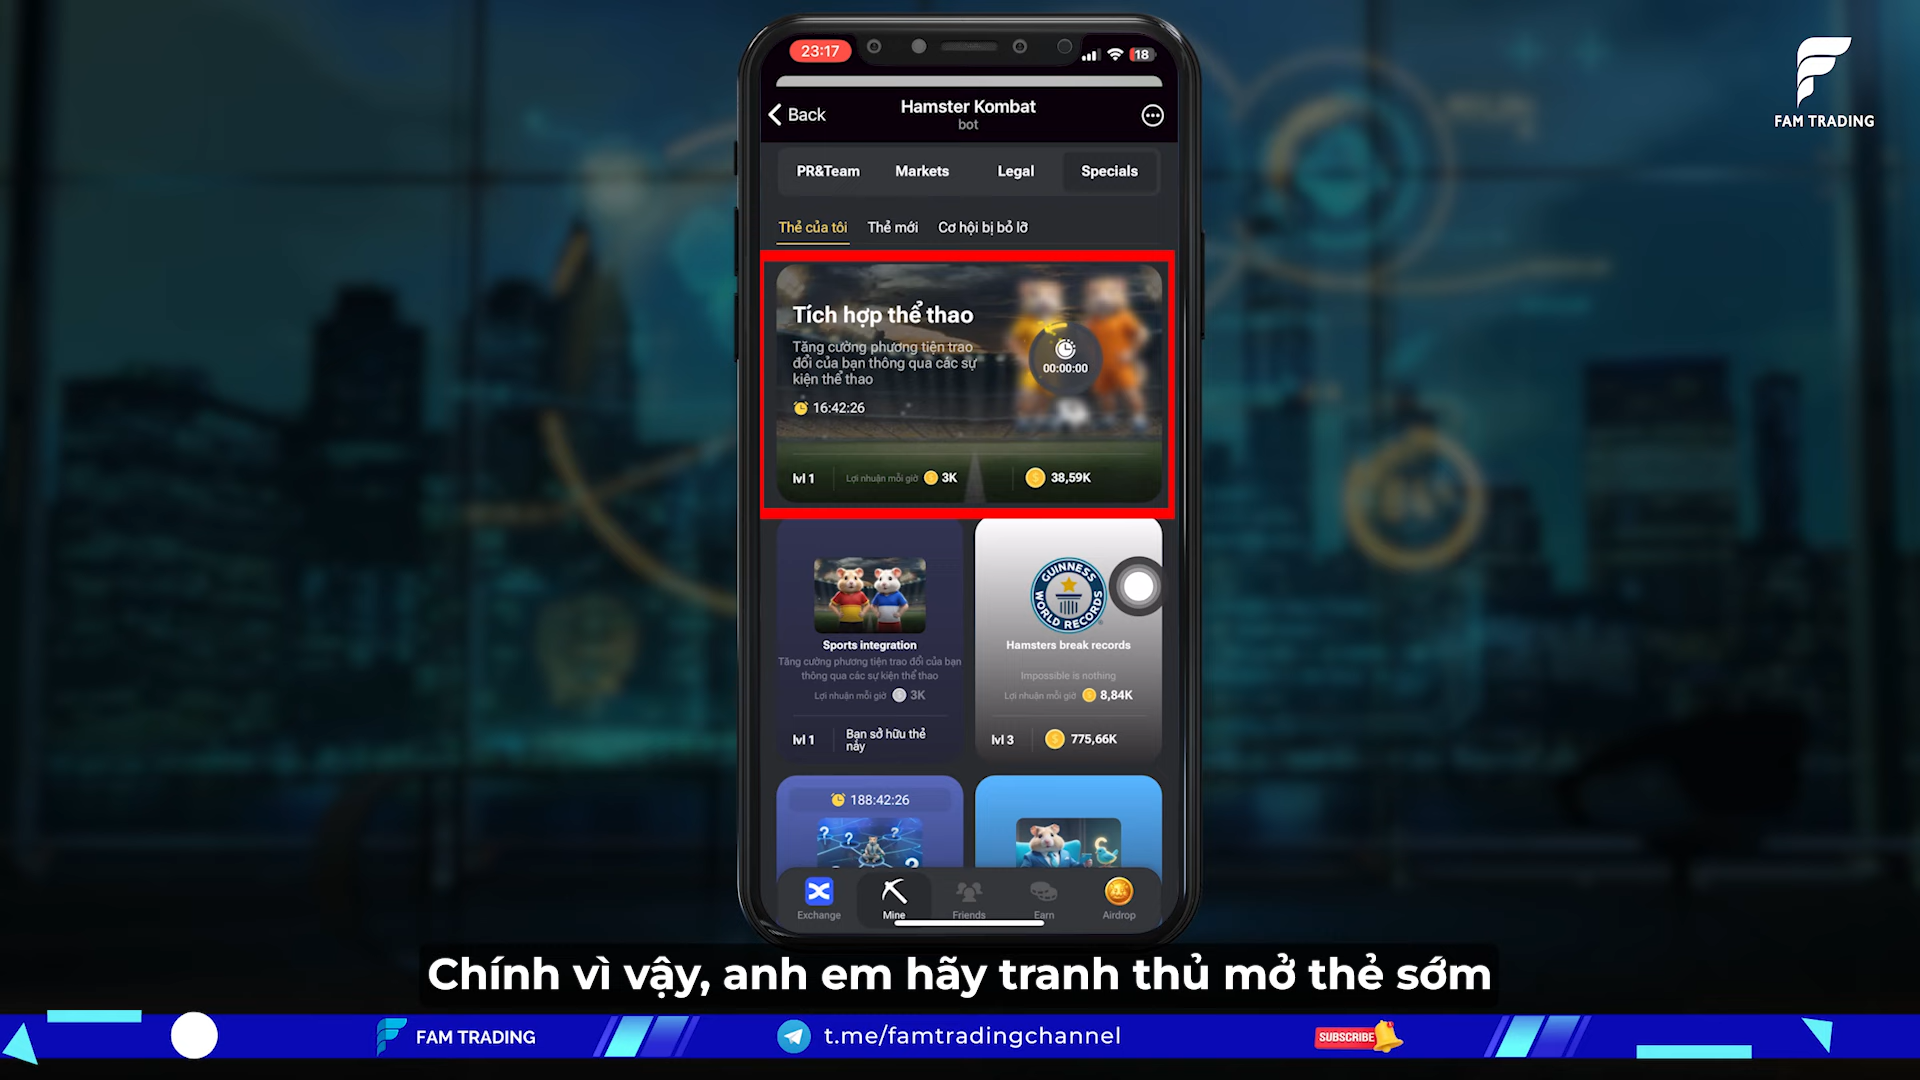 23:17
18
Back
Hamster Kombat
bot
FAM TRADING
PR&Team
Markets
Legal
Specials
Thẻ của tôi
Thẻ mới
Cơ hội bị bỏ lỡ
Tích hợp thể thao
Tăng cường phương tiện trao
đổi của bạn thông qua các sự
kiện thể thao
16:42:26
00:00:00
lvl 1
Lợi nhuận mỗi giờ
3K
38,59K
Sports integration
Tăng cường phương tiện trao đổi của bạn
thông qua các sự kiện thể thao
Lợi nhuận mỗi giờ
3K
lvl 1
Bạn sở hữu thẻ
này
GUINNESS
WORLD RECORDS
Hamsters break records
Impossible is nothing
Lợi nhuận mỗi giờ
8,84K
lvl 3
775,66K
188:42:26
? ? ? ?
Exchange
Mine
Friends
Earn
Airdrop
Chính vì vậy, anh em hãy tranh thủ mở thẻ sớm
FAM TRADING
t.me/famtradingchannel
SUBSCRIBE